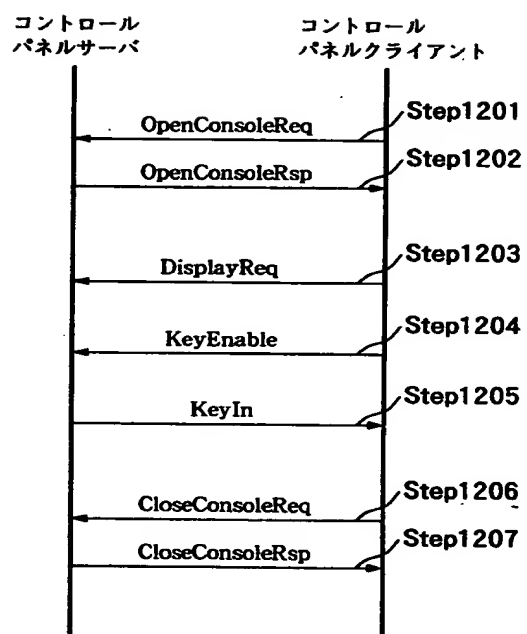 コントロール
パネルサーバ
コントロール
パネルクライアント
Step1201
OpenConsoleReq
Step1202
OpenConsoleRsp
Step1203
DisplayReq
Step1204
KeyEnable
Step1205
KeyIn
Step1206
CloseConsoleReq
Step1207
CloseConsoleRsp